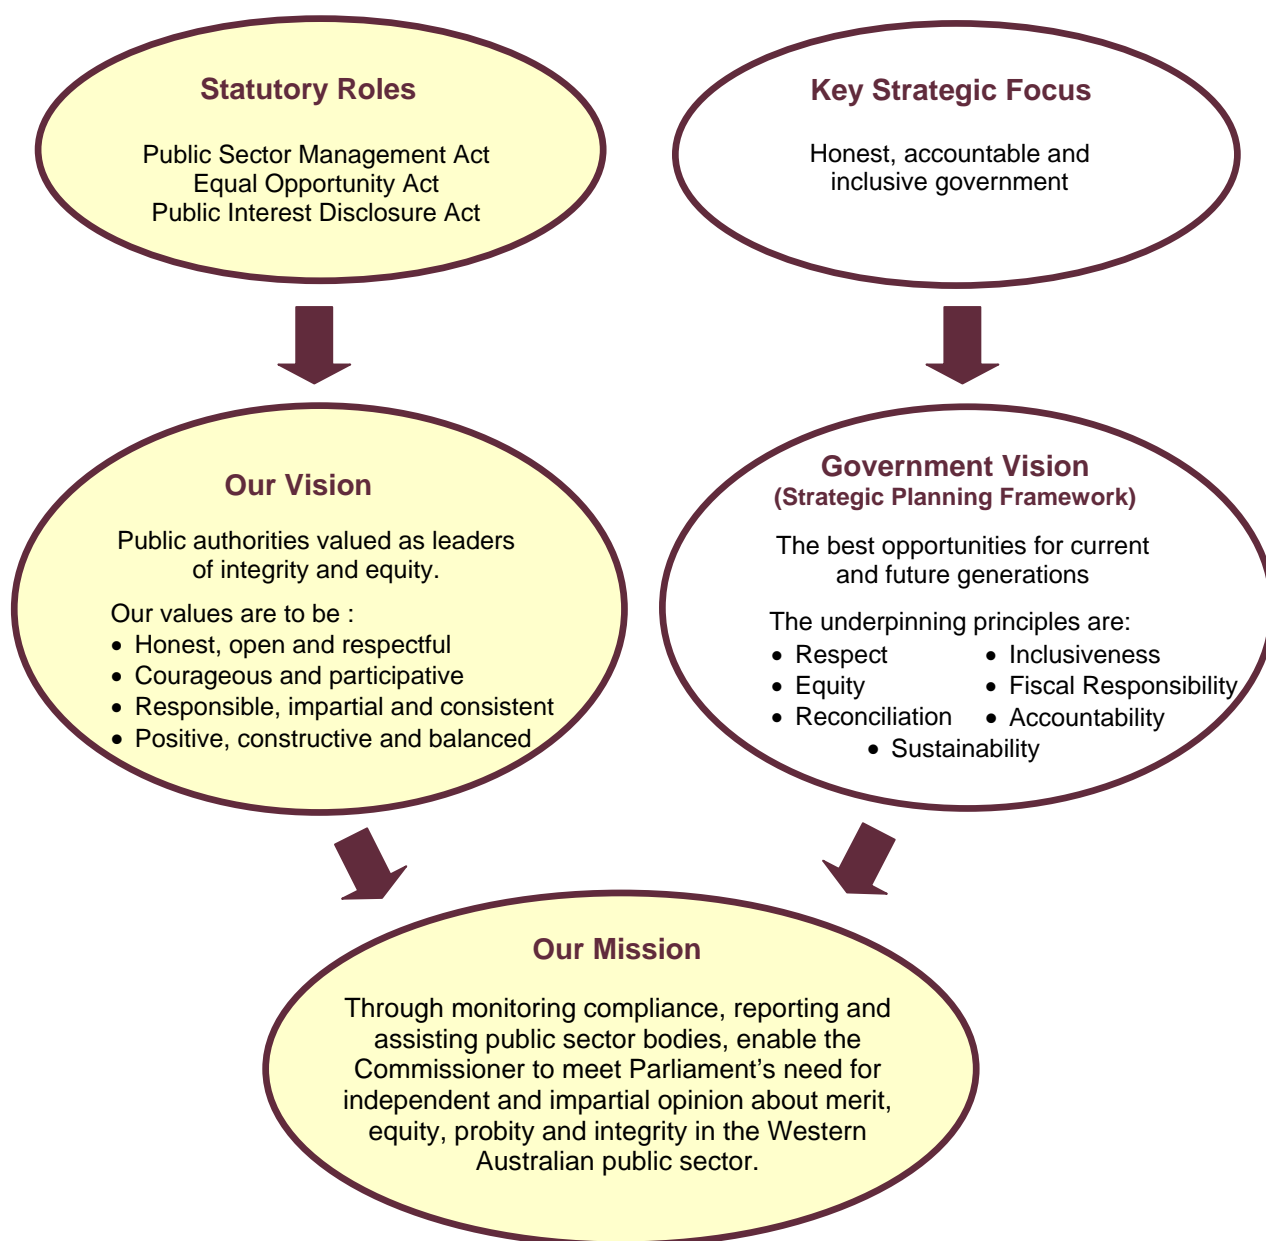 Statutory Roles
Public Sector Management Act
Equal Opportunity Act
Public Interest Disclosure Act
Key Strategic Focus
Honest, accountable and
inclusive government
Our Vision
Public authorities valued as leaders
of integrity and equity.
Our values are to be :
• Honest, open and respectful
• Courageous and participative
• Responsible, impartial and consistent
• Positive, constructive and balanced
Government Vision
(Strategic Planning Framework)
The best opportunities for current
and future generations
The underpinning principles are:
• Respect • Inclusiveness
• Equity • Fiscal Responsibility
• Reconciliation • Accountability
• Sustainability
Our Mission
Through monitoring compliance, reporting and
assisting public sector bodies, enable the
Commissioner to meet Parliament’s need for
independent and impartial opinion about merit,
equity, probity and integrity in the Western
Australian public sector.